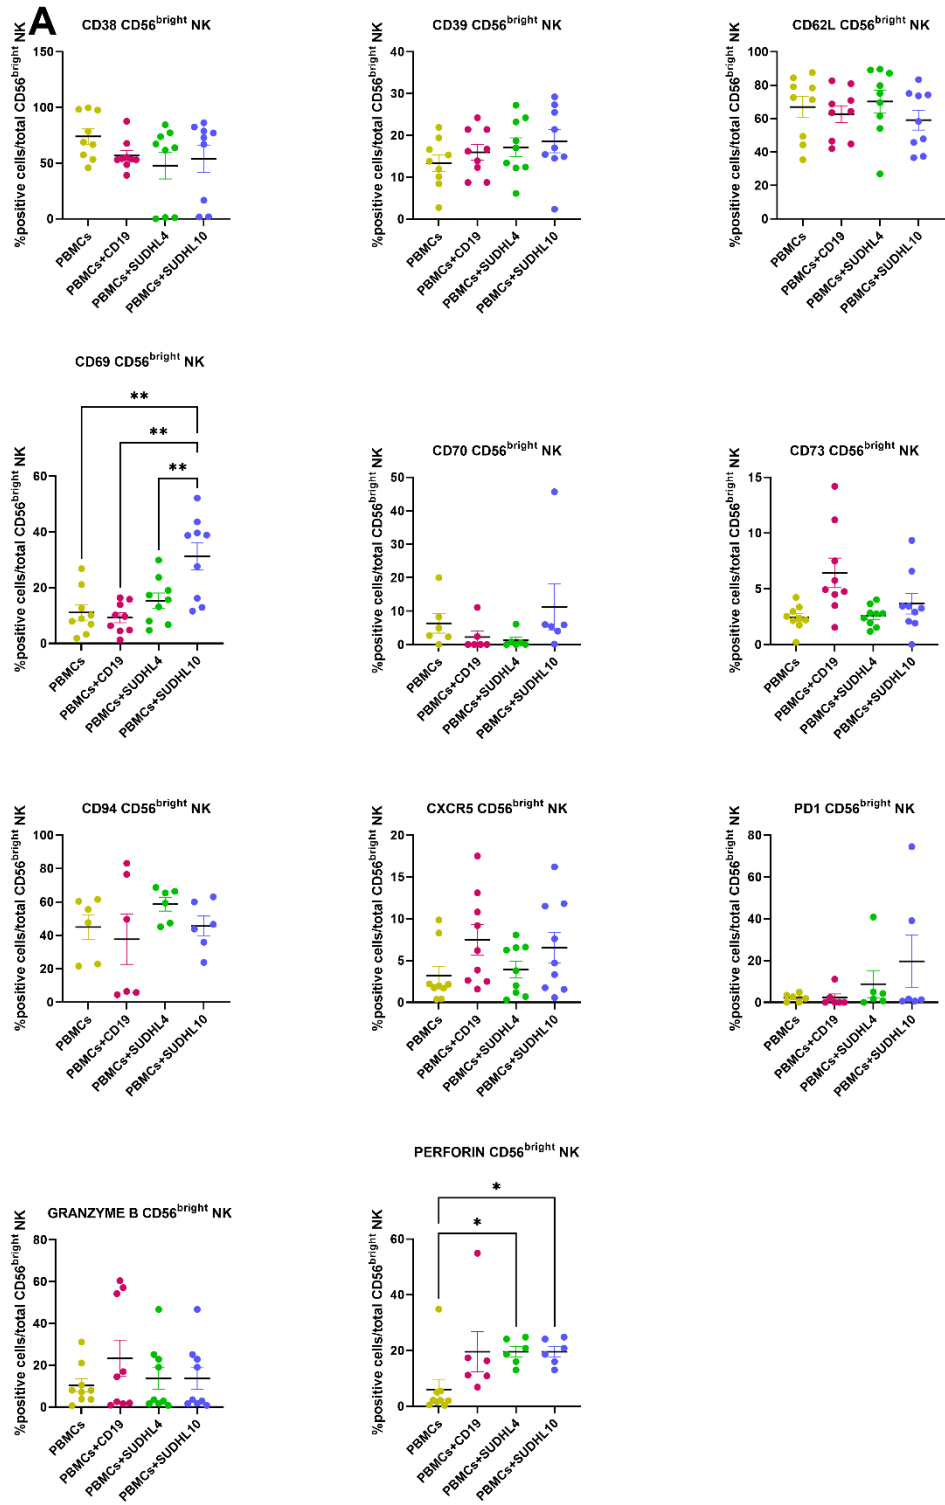 A
CD38 CD56bright NK
%positive cells/total CD56bright NK
150
100
50
0
PBMCs
PBMCs+CD19
PBMCs+SUDHL4
PBMCs+SUDHL10
CD39 CD56bright NK
%positive cells/total CD56bright NK
40
30
20
10
0
PBMCs
PBMCs+CD19
PBMCs+SUDHL4
PBMCs+SUDHL10
CD62L CD56bright NK
%positive cells/total CD56bright NK
100
80
60
40
20
0
PBMCs
PBMCs+CD19
PBMCs+SUDHL4
PBMCs+SUDHL10
CD69 CD56bright NK
**
**
**
%positive cells/total CD56bright NK
60
40
20
0
PBMCs
PBMCs+CD19
PBMCs+SUDHL4
PBMCs+SUDHL10
CD70 CD56bright NK
%positive cells/total CD56bright NK
50
40
30
20
10
0
PBMCs
PBMCs+CD19
PBMCs+SUDHL4
PBMCs+SUDHL10
CD73 CD56bright NK
%positive cells/total CD56bright NK
15
10
5
0
PBMCs
PBMCs+CD19
PBMCs+SUDHL4
PBMCs+SUDHL10
CD94 CD56bright NK
%positive cells/total CD56bright NK
100
80
60
40
20
0
PBMCs
PBMCs+CD19
PBMCs+SUDHL4
PBMCs+SUDHL10
CXCR5 CD56bright NK
%positive cells/total CD56bright NK
20
15
10
5
0
PBMCs
PBMCs+CD19
PBMCs+SUDHL4
PBMCs+SUDHL10
PD1 CD56bright NK
%positive cells/total CD56bright NK
80
60
40
20
0
PBMCs
PBMCs+CD19
PBMCs+SUDHL4
PBMCs+SUDHL10
GRANZYME B CD56bright NK
%positive cells/total CD56bright NK
80
60
40
20
0
PBMCs
PBMCs+CD19
PBMCs+SUDHL4
PBMCs+SUDHL10
PERFORIN CD56bright NK
*
*
%positive cells/total CD56bright NK
60
40
20
0
PBMCs
PBMCs+CD19
PBMCs+SUDHL4
PBMCs+SUDHL10